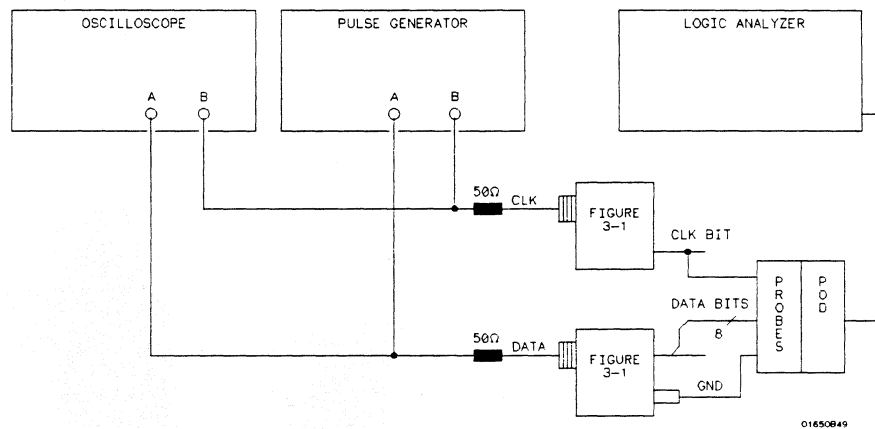 OSCILLOSCOPE
PULSE GENERATOR
LOGIC ANALYZER
A B
A B
50Ω CLK
FIGURE
3-1
CLK BIT
PROBES
POD
DATA BITS
8
50Ω DATA
FIGURE
3-1
GND
01650B49